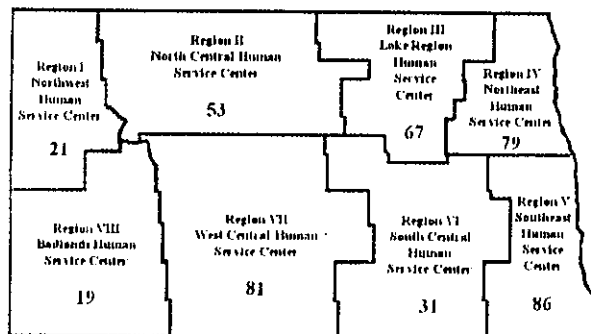 Region I
Northwest
Human
Service Center
21
Region II
North Central Human
Service Center
53
Region III
Lake Region
Human
Service
Center
67
Region IV
Northeast
Human
Service Center
79
Region VIII
Badlands Human
Service Center
19
Region VII
West Central Human
Service Center
81
Region VI
South Central
Human
Service Center
31
Region V
Southeast
Human
Service
Center
86